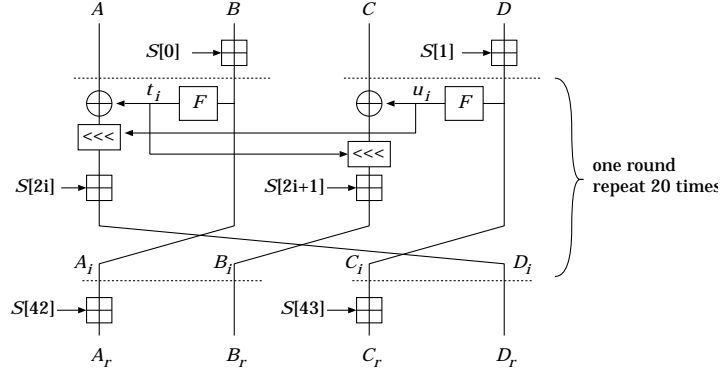 A B C D
S[0] S[1]
t_i F u_i F
<<<
<<<
S[2i] S[2i+1]
one round
repeat 20 times
A_i B_i C_i D_i
S[42] S[43]
A_r B_r C_r D_r